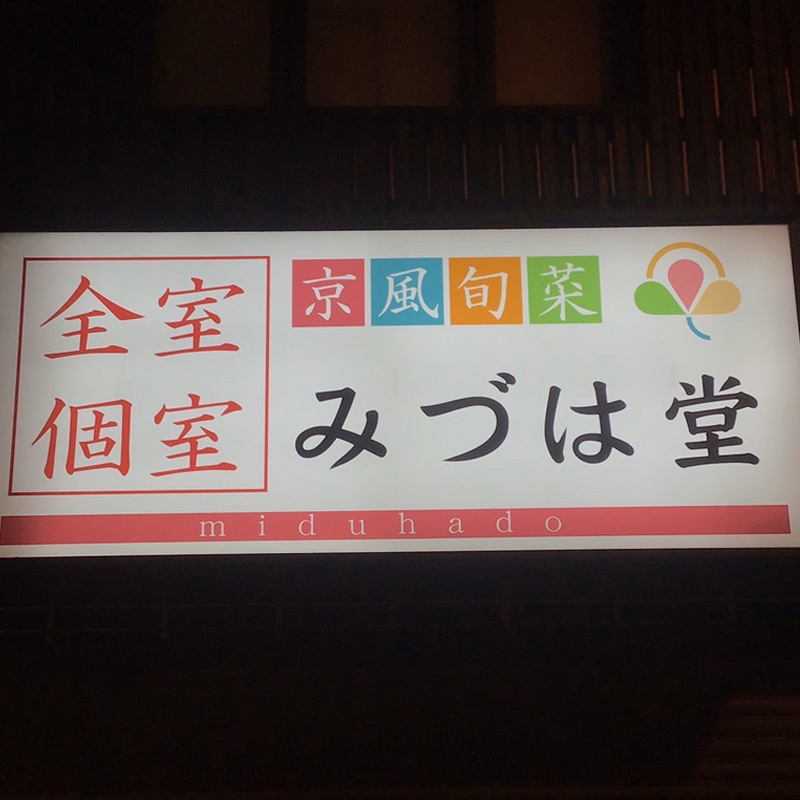 全室
個室
京風旬菜
みづは堂
miduhado